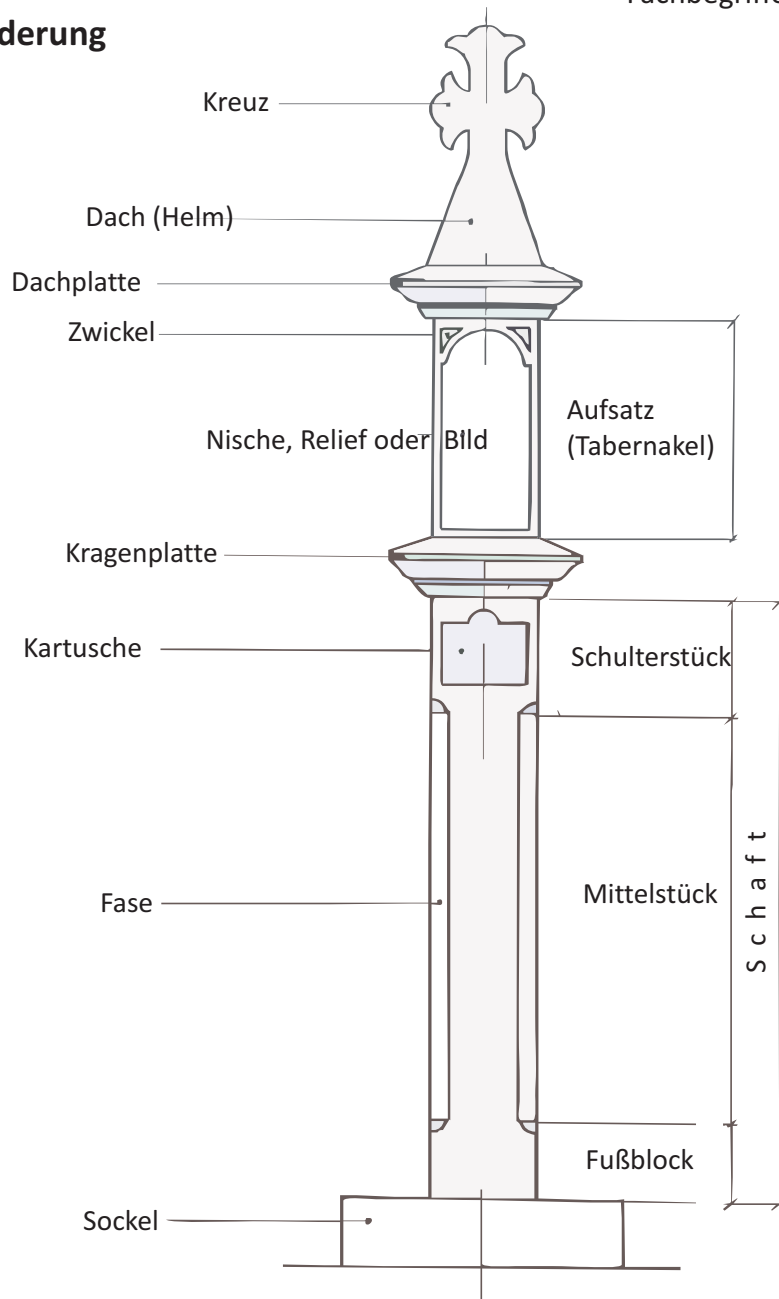 derung
Kreuz
Dach (Helm)
Dachplatte
Zwickel
Nische, Relief oder Bild
Aufsatz
(Tabernakel)
Kragenplatte
Kartusche
Schulterstück
Fase
Mittelstück
Schaft
Fußblock
Sockel